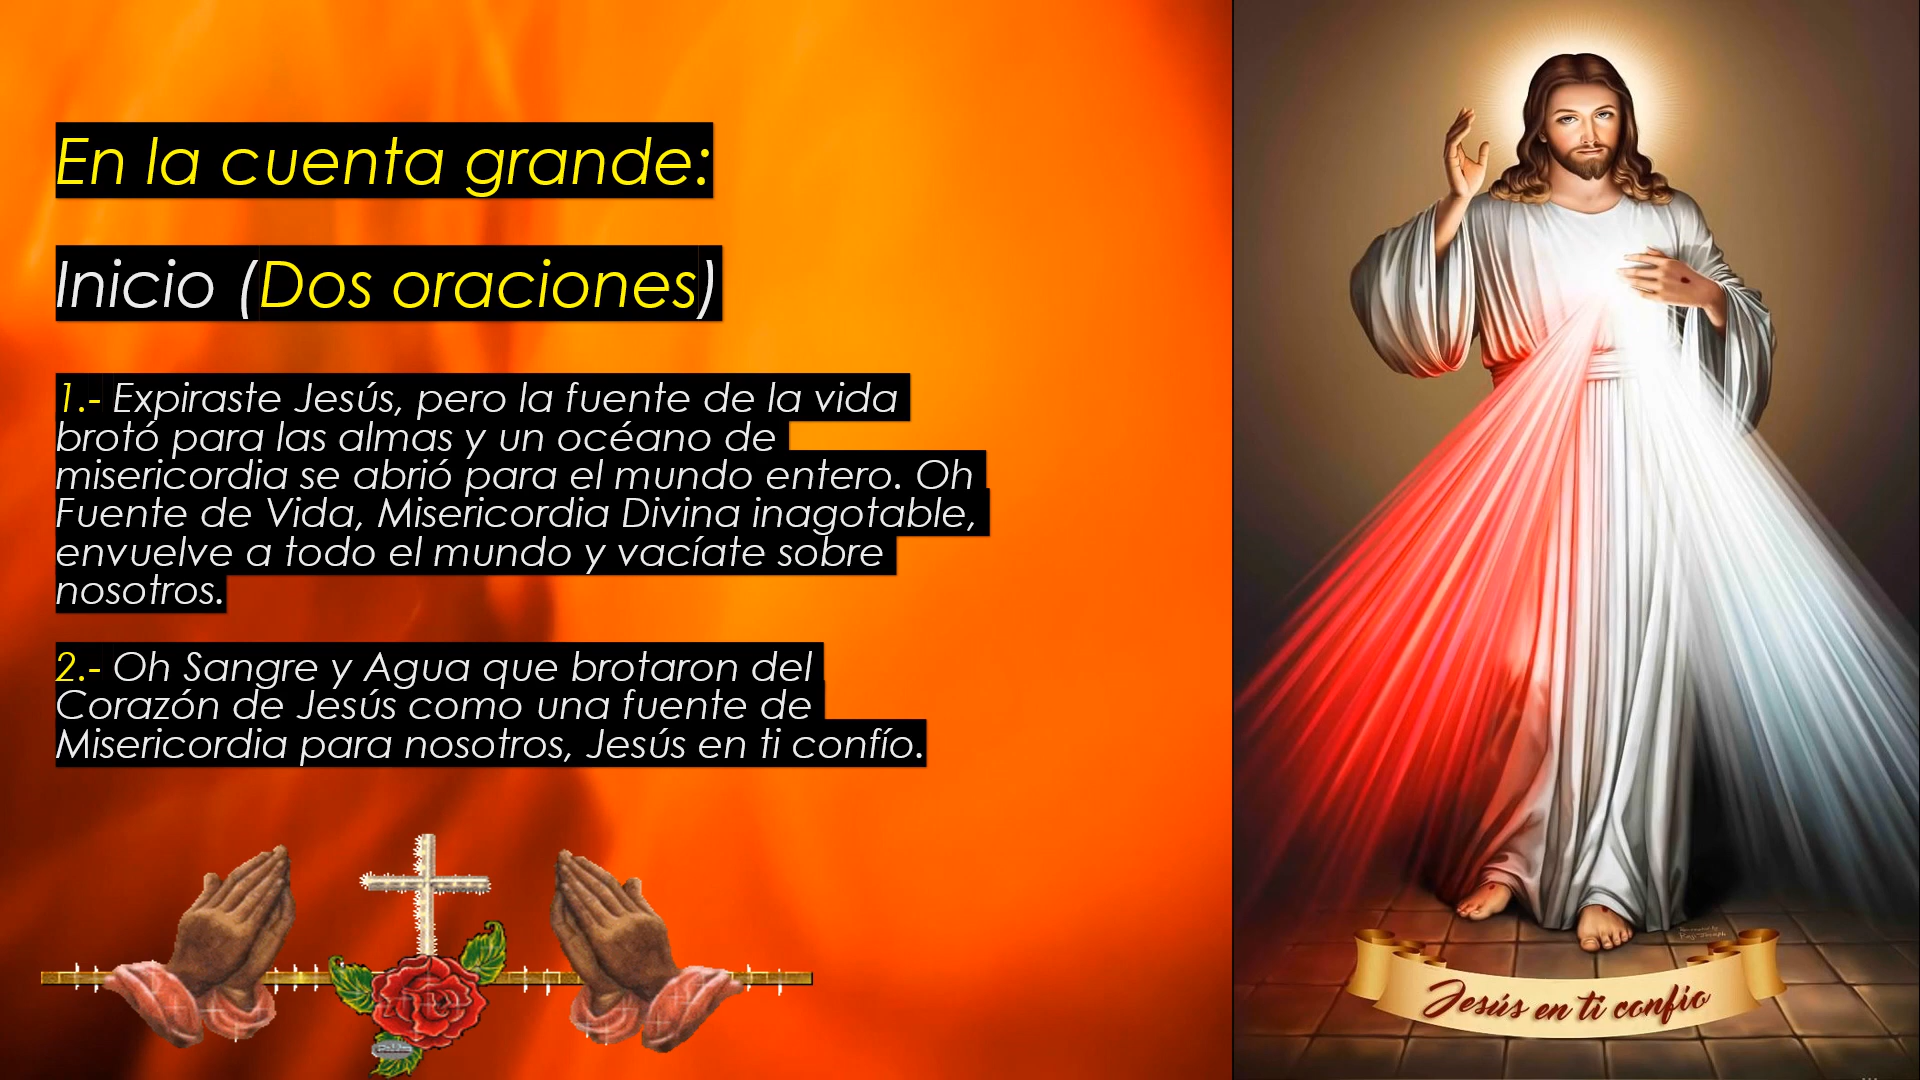 En la cuenta grande:
Inicio (Dos oraciones)
1.- Expiraste Jesús, pero la fuente de la vida
brotó para las almas y un océano de
misericordia se abrió para el mundo entero. Oh
Fuente de Vida, Misericordia Divina inagotable,
envuelve a todo el mundo y vacíate sobre
nosotros.
2.- Oh Sangre y Agua que brotaron del
Corazón de Jesús como una fuente de
Misericordia para nosotros, Jesús en ti confío.
Jesús en ti confío